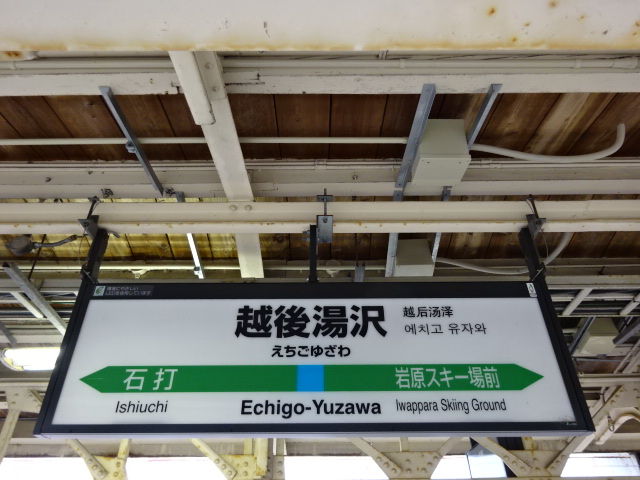 越後湯沢
越后汤泽
에치고 유자와
えちごゆざわ
石打
岩原スキー場前
Ishiuchi
Echigo-Yuzawa
Iwappara Skiing Ground